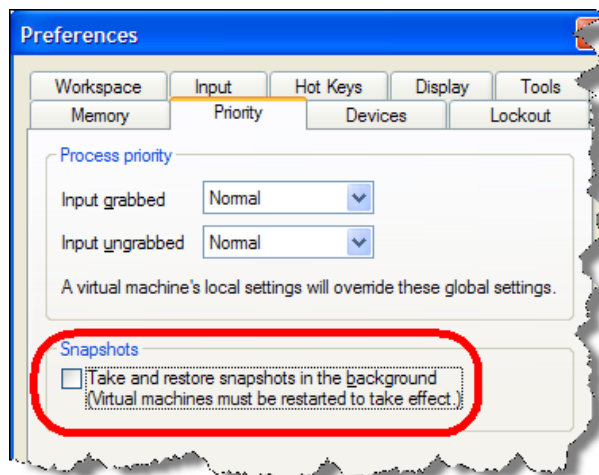 Preferences
Workspace Input Hot Keys Display Tools
Memory Priority Devices Lockout
Process priority
Input grabbed Normal
Input ungrabbed Normal
A virtual machine's local settings will override these global settings.
Snapshots
Take and restore snapshots in the background
(Virtual machines must be restarted to take effect.)